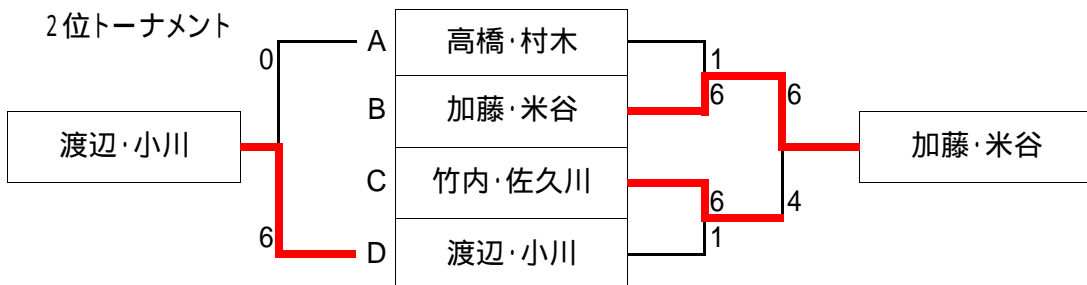 2位トーナメント
A 高橋・村木
0 1
B 加藤・米谷
6 6
渡辺・小川
加藤・米谷
C 竹内・佐久川
6 4
6 1
D 渡辺・小川